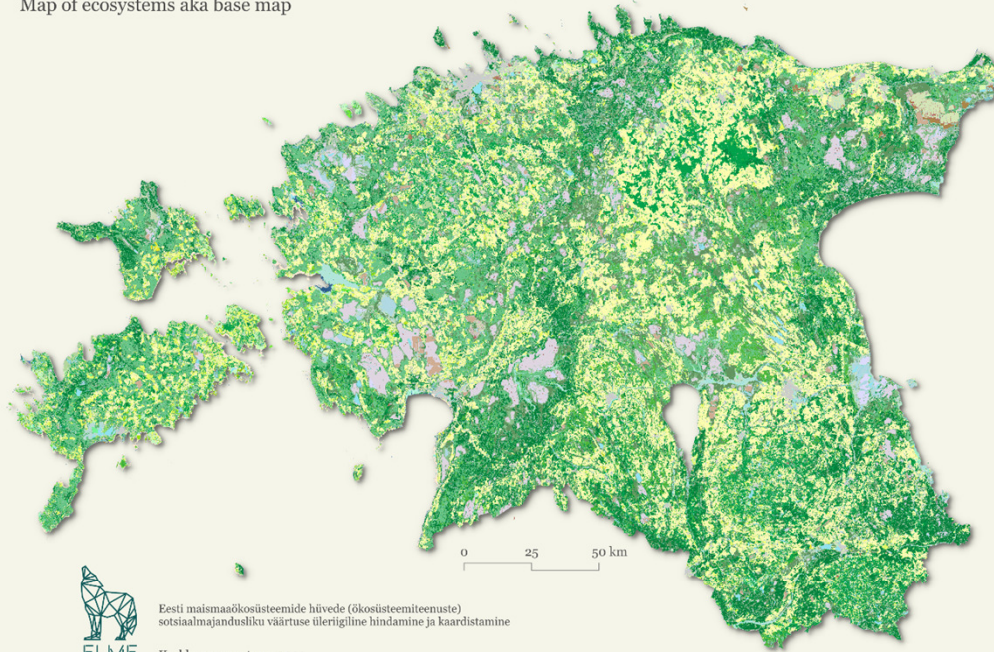 Map of ecosystems aka base map
0 25 50 km
Eesti maismaaökosüsteemide hüvede (ökosüsteemiteenuste)
sotsiaalmajandusliku väärtuse üleriigiline hindamine ja kaardistamine
ELME